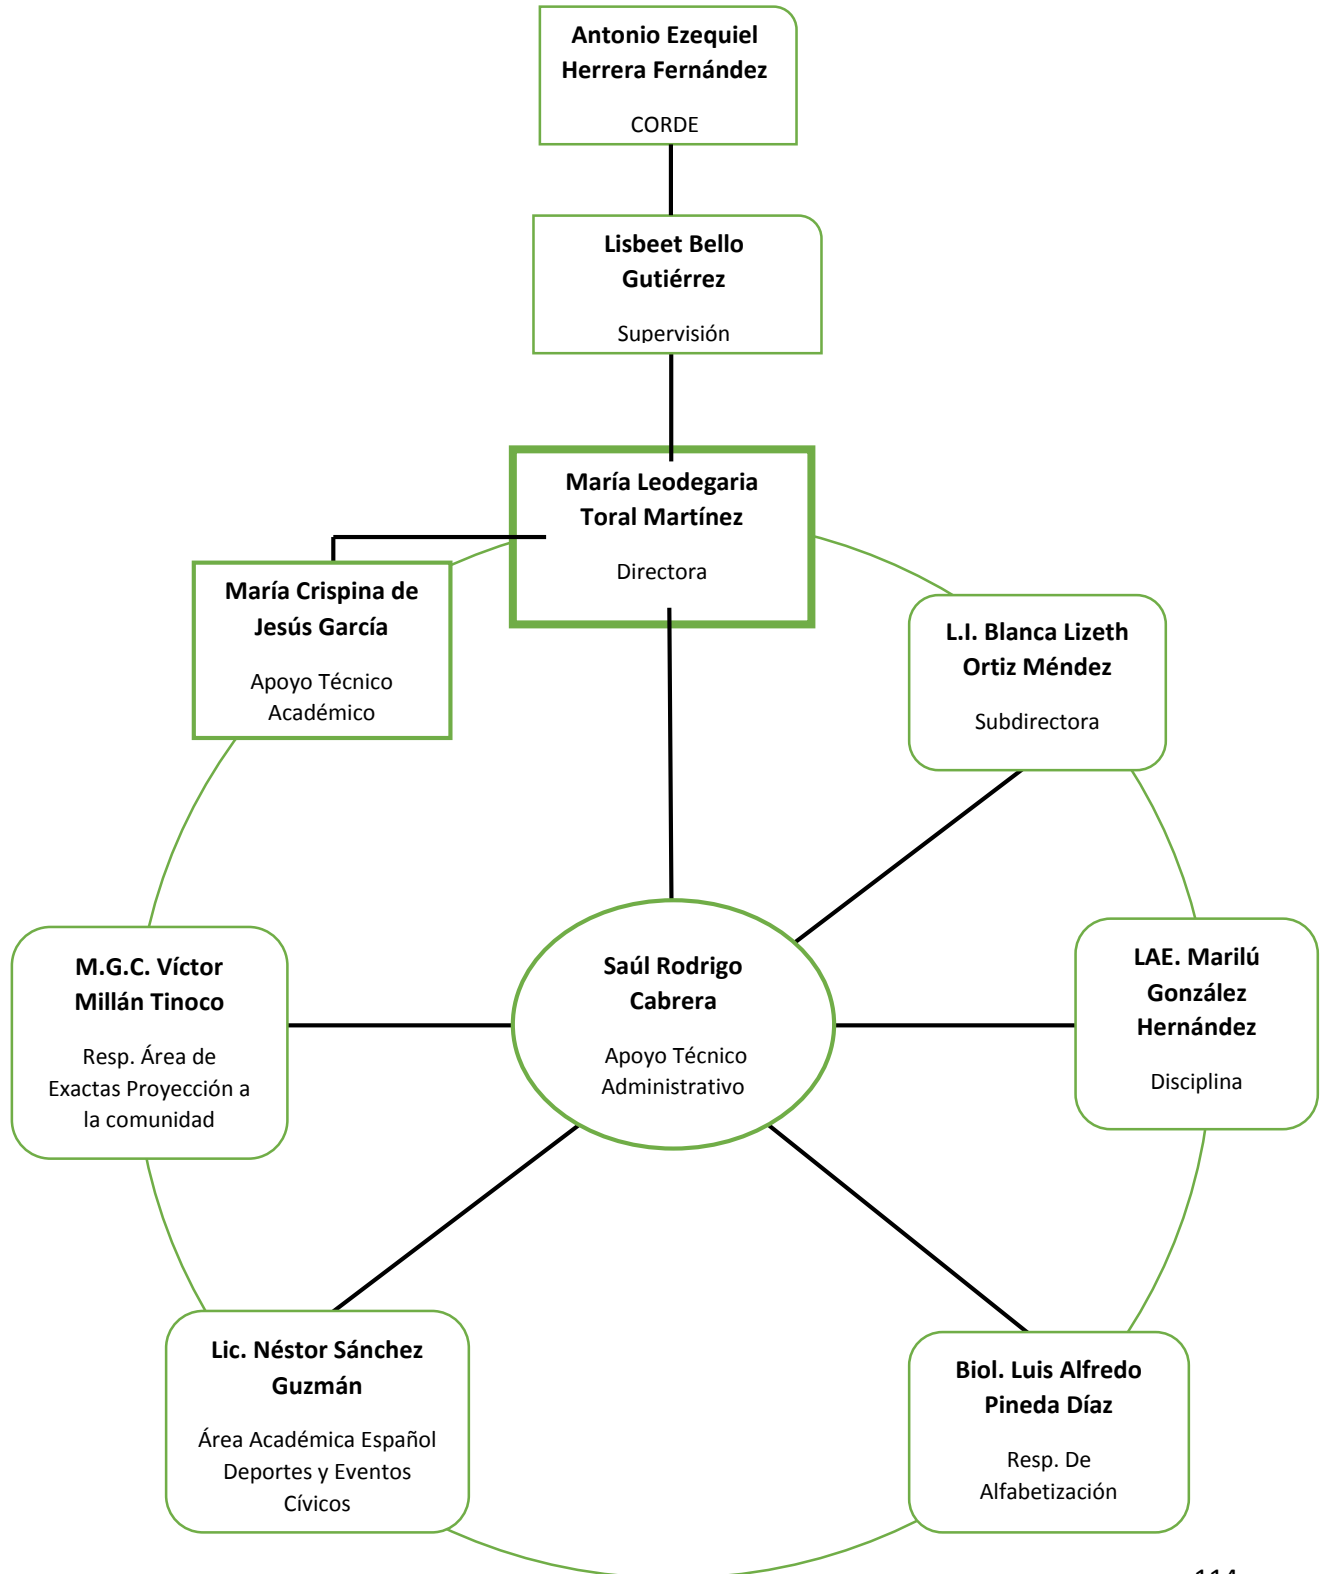 Antonio Ezequiel
Herrera Fernández
CORDE
Lisbeet Bello
Gutiérrez
Supervisión
María Leodegaria
Toral Martínez
Directora
María Crispina de
Jesús García
Apoyo Técnico
Académico
L.I. Blanca Lizeth
Ortiz Méndez
Subdirectora
M.G.C. Víctor
Millán Tinoco
Resp. Área de
Exactas Proyección a
la comunidad
Saúl Rodrigo
Cabrera
Apoyo Técnico
Administrativo
LAE. Marilú
González
Hernández
Disciplina
Lic. Néstor Sánchez
Guzmán
Área Académica Español
Deportes y Eventos
Cívicos
Biol. Luis Alfredo
Pineda Díaz
Resp. De
Alfabetización
114